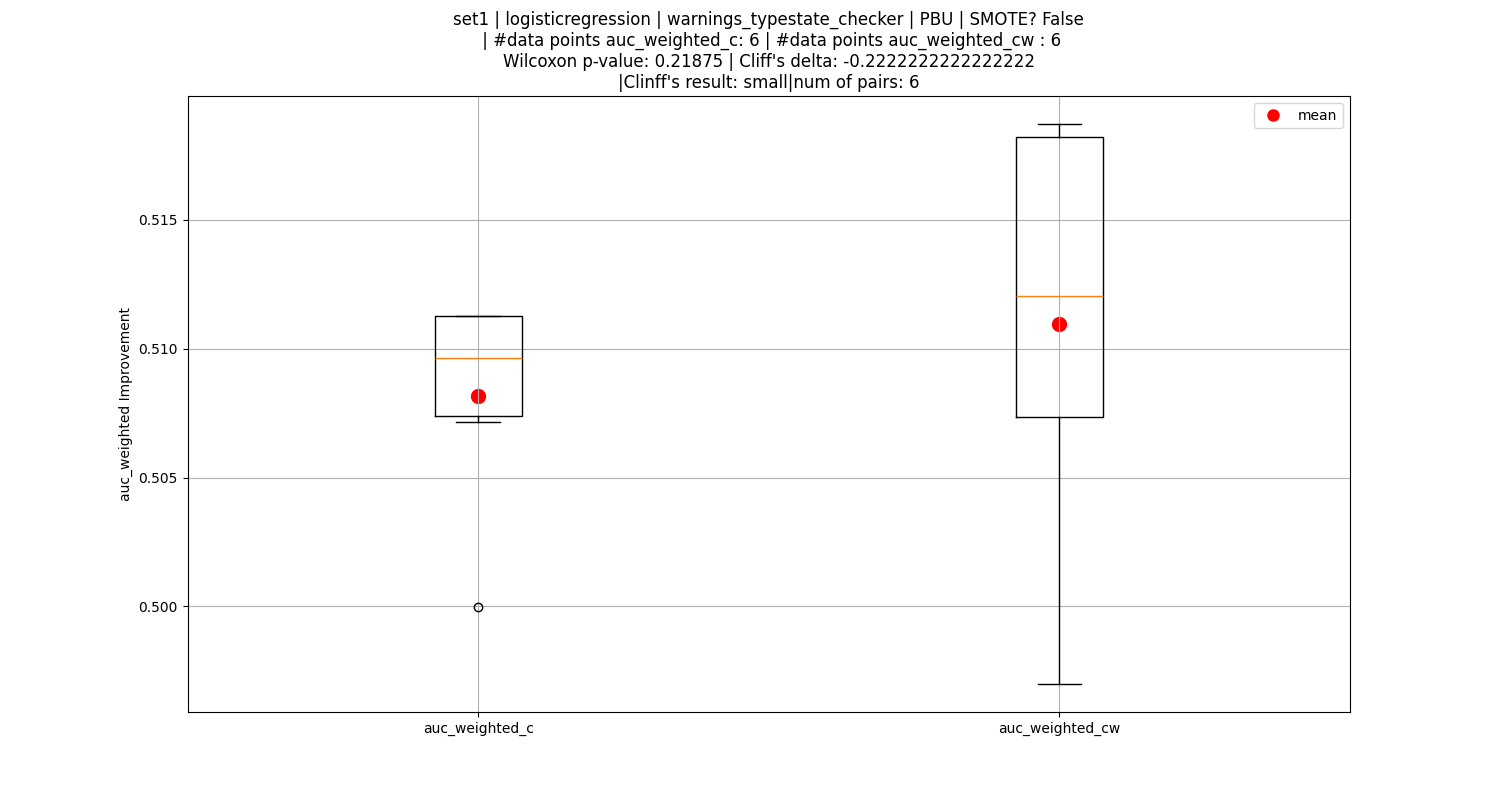 set1 | logisticregression | warnings_typestate_checker | PBU | SMOTE? False
| #data points auc_weighted_c: 6 | #data points auc_weighted_cw : 6
Wilcoxon p-value: 0.21875 | Cliff's delta: -0.2222222222222222
|Clinff's result: small|num of pairs: 6
mean
auc_weighted Improvement
0.515
0.510
0.505
0.500
auc_weighted_c
auc_weighted_cw